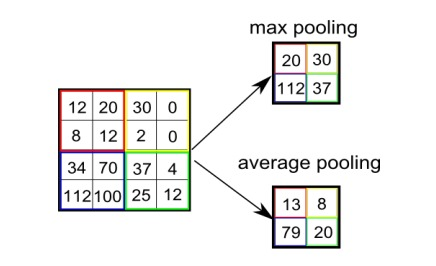 max pooling
20 30
112 37
12 20 30 0
8 12 2 0
34 70 37 4
112 100 25 12
average pooling
13 8
79 20